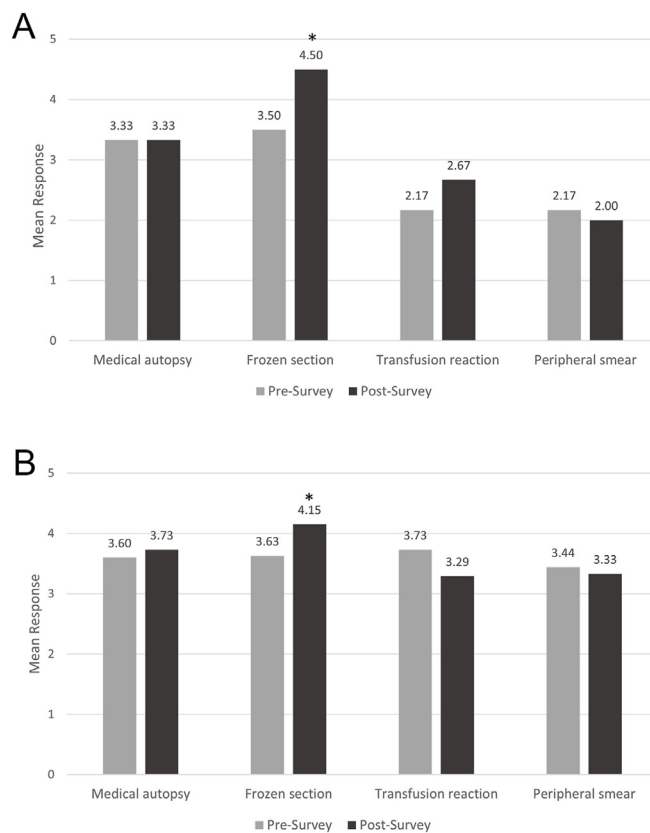 A
5
*
4.50
4
3.50
3.33 3.33
3
2.67
2.17 2.17
2.00
2
1
0
Mean Response
Medical autopsy Frozen section Transfusion reaction Peripheral smear
Pre-Survey Post-Survey
B
5
*
4.15
4
3.60 3.73 3.63 3.73
3.44 3.33
3.29
3
2
1
0
Mean Response
Medical autopsy Frozen section Transfusion reaction Peripheral smear
Pre-Survey Post-Survey